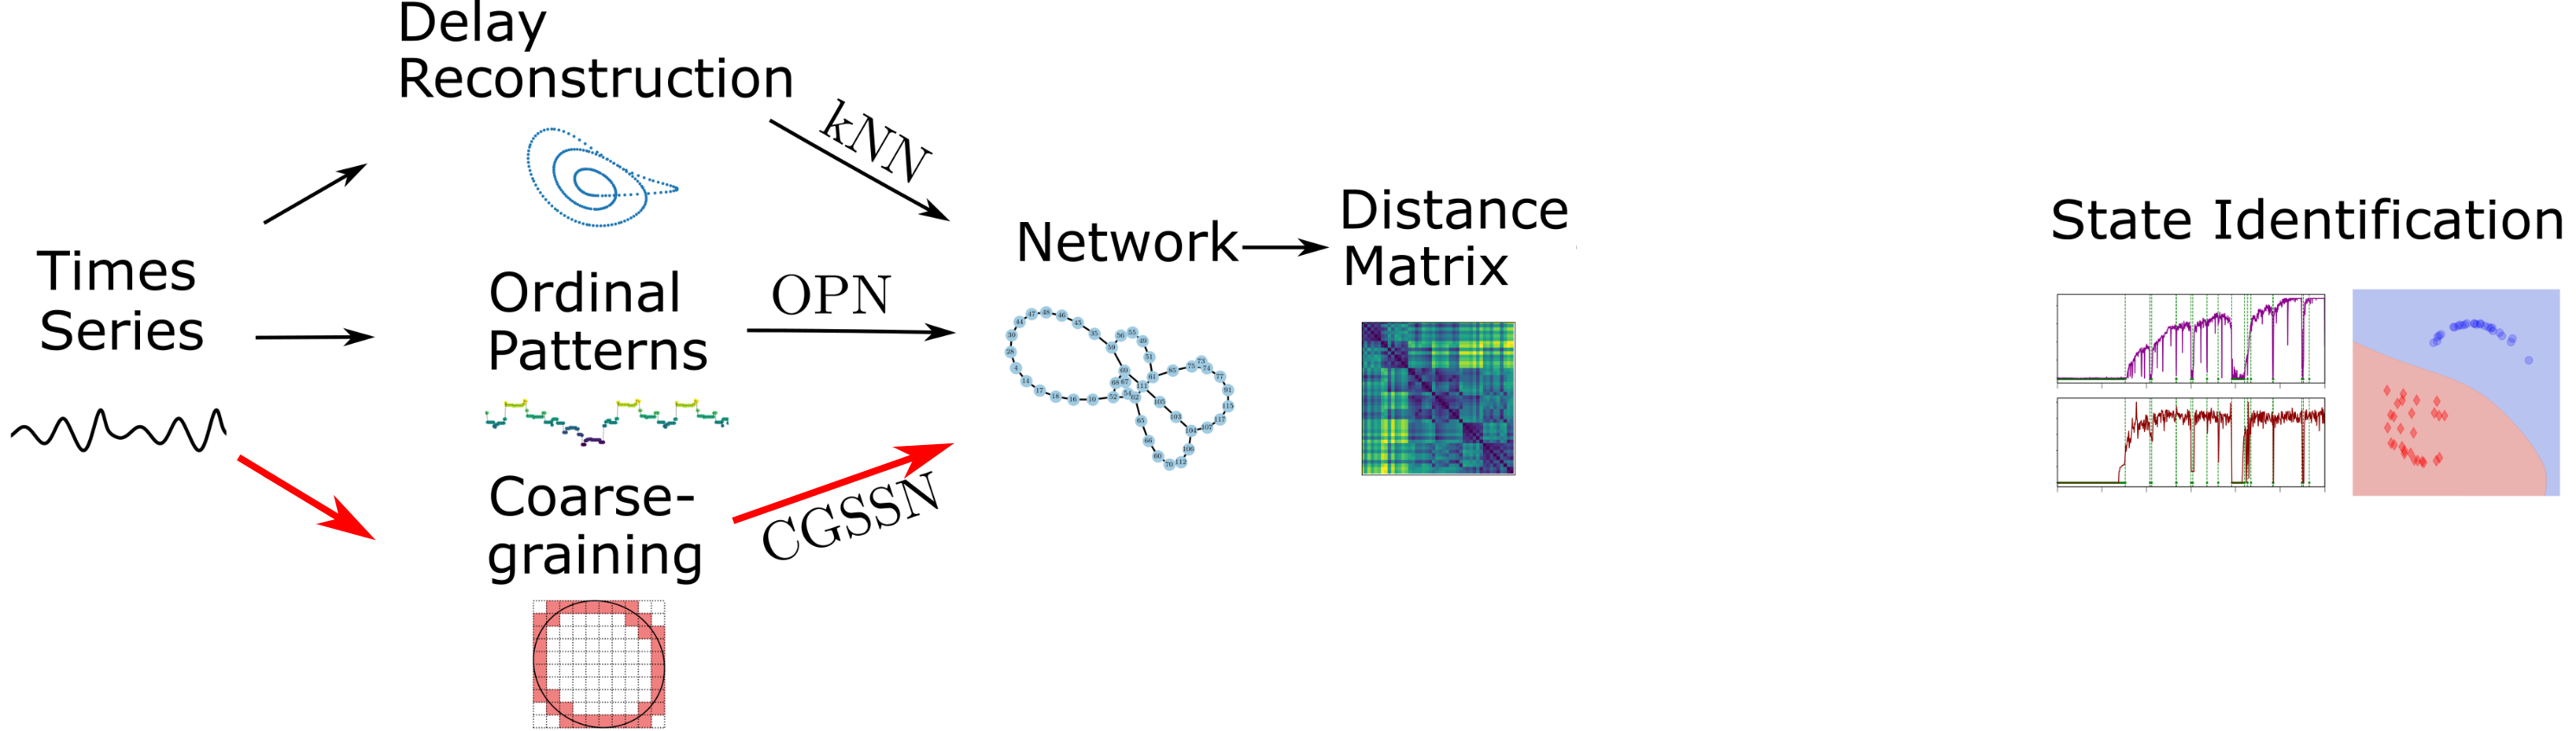 Delay
Reconstruction
kNN
Times
Series
Ordinal
Patterns
OPN
Coarse-
graining
CGSSN
Network
Distance
Matrix
State Identification